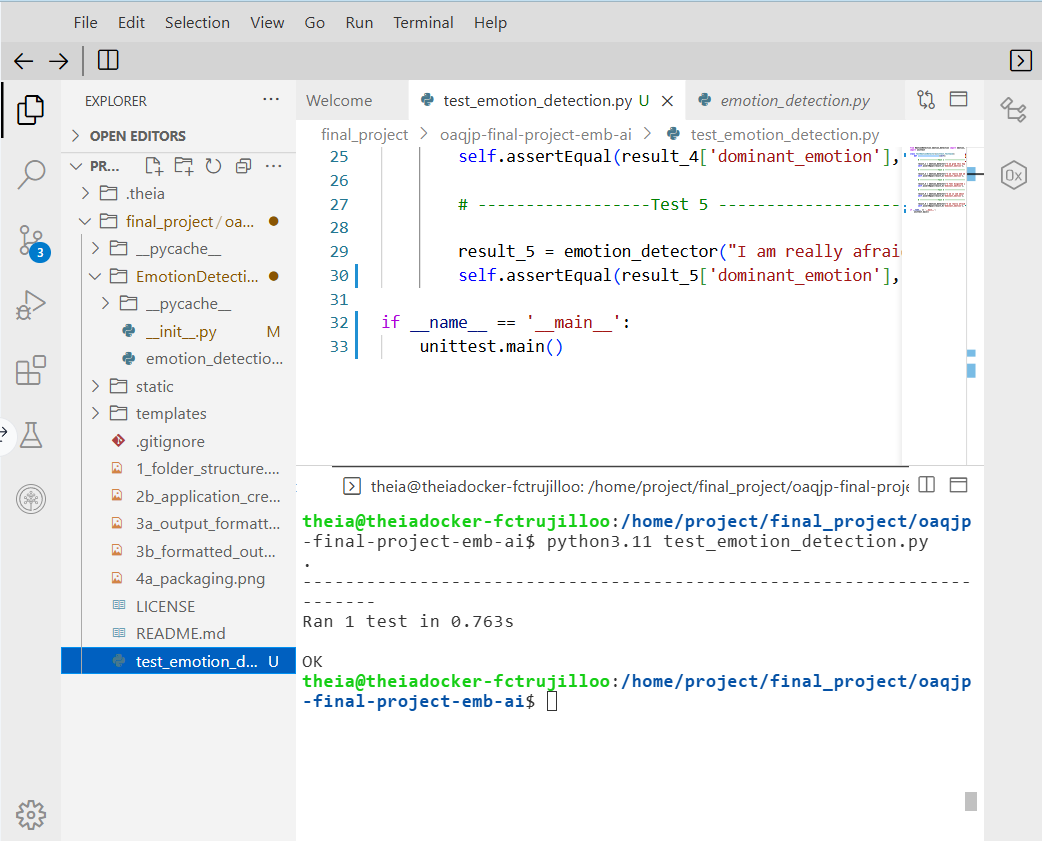 File Edit Selection View Go Run Terminal Help
EXPLORER ...
OPEN EDITORS
PR... ...
.theia
final_project / oa...
__pycache__
EmotionDetecti...
__pycache__
__init__.py M
emotion_detectio...
static
templates
.gitignore
1_folder_structure....
2b_application_cre...
3a_output_formatt...
3b_formatted_out...
4a_packaging.png
LICENSE
README.md
test_emotion_d... U
3
Welcome test_emotion_detection.py U emotion_detection.py
final_project > oaqjp-final-project-emb-ai > test_emotion_detection.py
25 self.assertEqual(result_4['dominant_emotion'],
26
27 # ------------------Test 5 -------------------
28
29 result_5 = emotion_detector("I am really afraid
30 self.assertEqual(result_5['dominant_emotion'],
31
32 if __name__ == '__main__':
33 unittest.main()
0x
theia@theiadocker-fctrujilloo: /home/project/final_project/oaqjp-final-proje
theia@theiadocker-fctrujilloo:/home/project/final_project/oaqjp
-final-project-emb-ai$ python3.11 test_emotion_detection.py
.
---------------------------------------------------------------
-------
Ran 1 test in 0.763s
OK
theia@theiadocker-fctrujilloo:/home/project/final_project/oaqjp
-final-project-emb-ai$